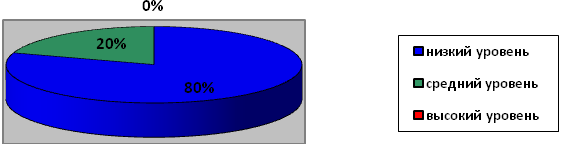 0%
20%
80%
низкий уровень
средний уровень
высокий уровень